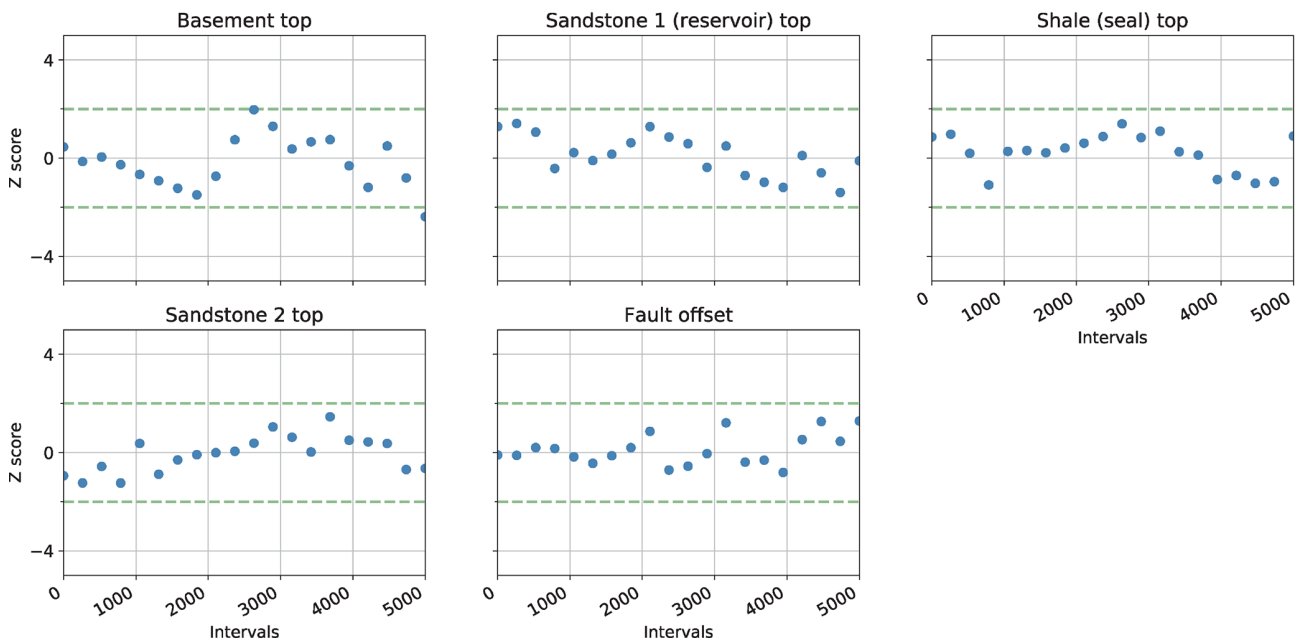 Basement top
Sandstone 1 (reservoir) top
Shale (seal) top
4
0
−4
Z score
0
1000
2000
3000
4000
5000
Intervals
Sandstone 2 top
Fault offset
4
0
−4
Z score
0
1000
2000
3000
4000
5000
Intervals
0
1000
2000
3000
4000
5000
Intervals